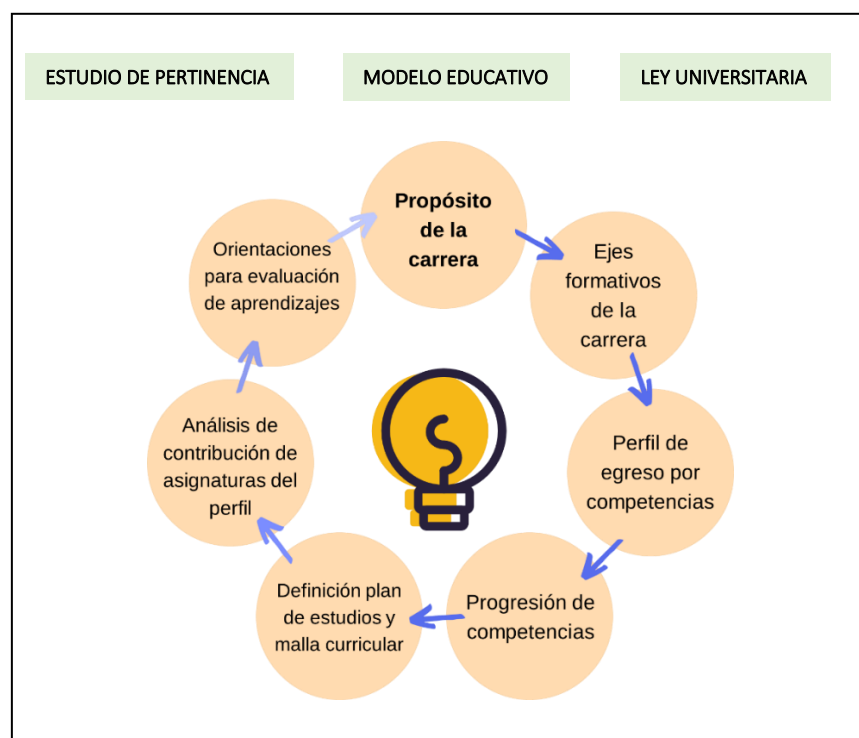 ESTUDIO DE PERTINENCIA
MODELO EDUCATIVO
LEY UNIVERSITARIA
Propósito
de la
carrera
Ejes
formativos
de la
carrera
Perfil de
egreso por
competencias
Progresión de
competencias
Definición plan
de estudios y
malla curricular
Análisis de
contribución de
asignaturas del
perfil
Orientaciones
para evaluación
de aprendizajes